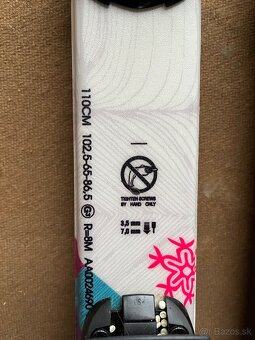 110CM 102.5-65-86.5 R=8M AA0024690
TIGHTEN SCREWS
BY HAND ONLY
3,5 mm
7,0 mm
bazos.sk